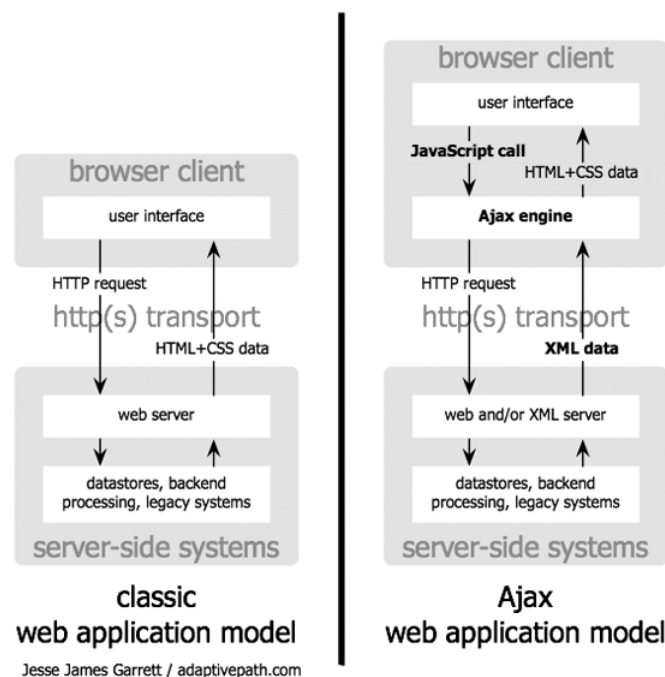 browser client
user interface
HTTP request
http(s) transport
HTML+CSS data
web server
datastores, backend
processing, legacy systems
server-side systems
classic
web application model
Jesse James Garrett / adaptivepath.com
browser client
user interface
JavaScript call
HTML+CSS data
Ajax engine
HTTP request
http(s) transport
XML data
web and/or XML server
datastores, backend
processing, legacy systems
server-side systems
Ajax
web application model